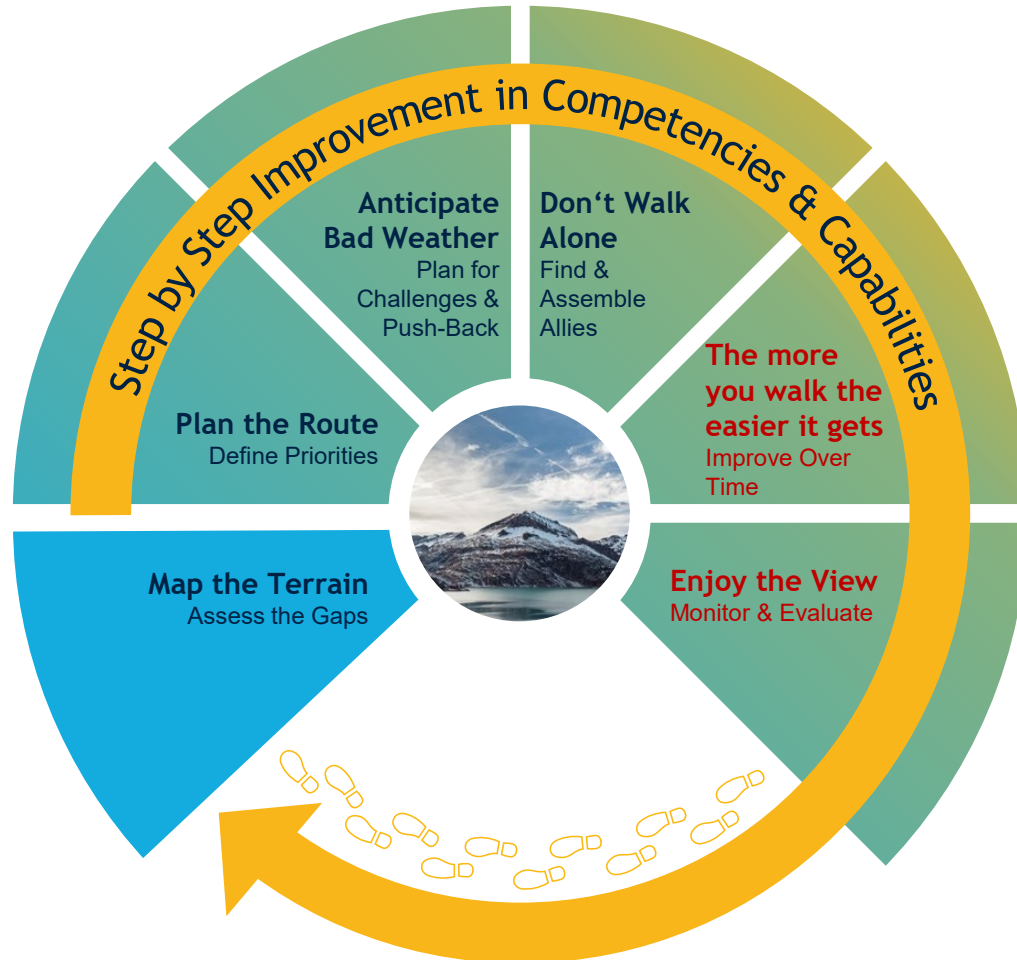 Step by Step Improvement in Competencies & Capabilities
Map the Terrain
Assess the Gaps
Plan the Route
Define Priorities
Anticipate
Bad Weather
Plan for
Challenges &
Push-Back
Don‘t Walk
Alone
Find &
Assemble
Allies
The more
you walk the
easier it gets
Improve Over
Time
Enjoy the View
Monitor & Evaluate